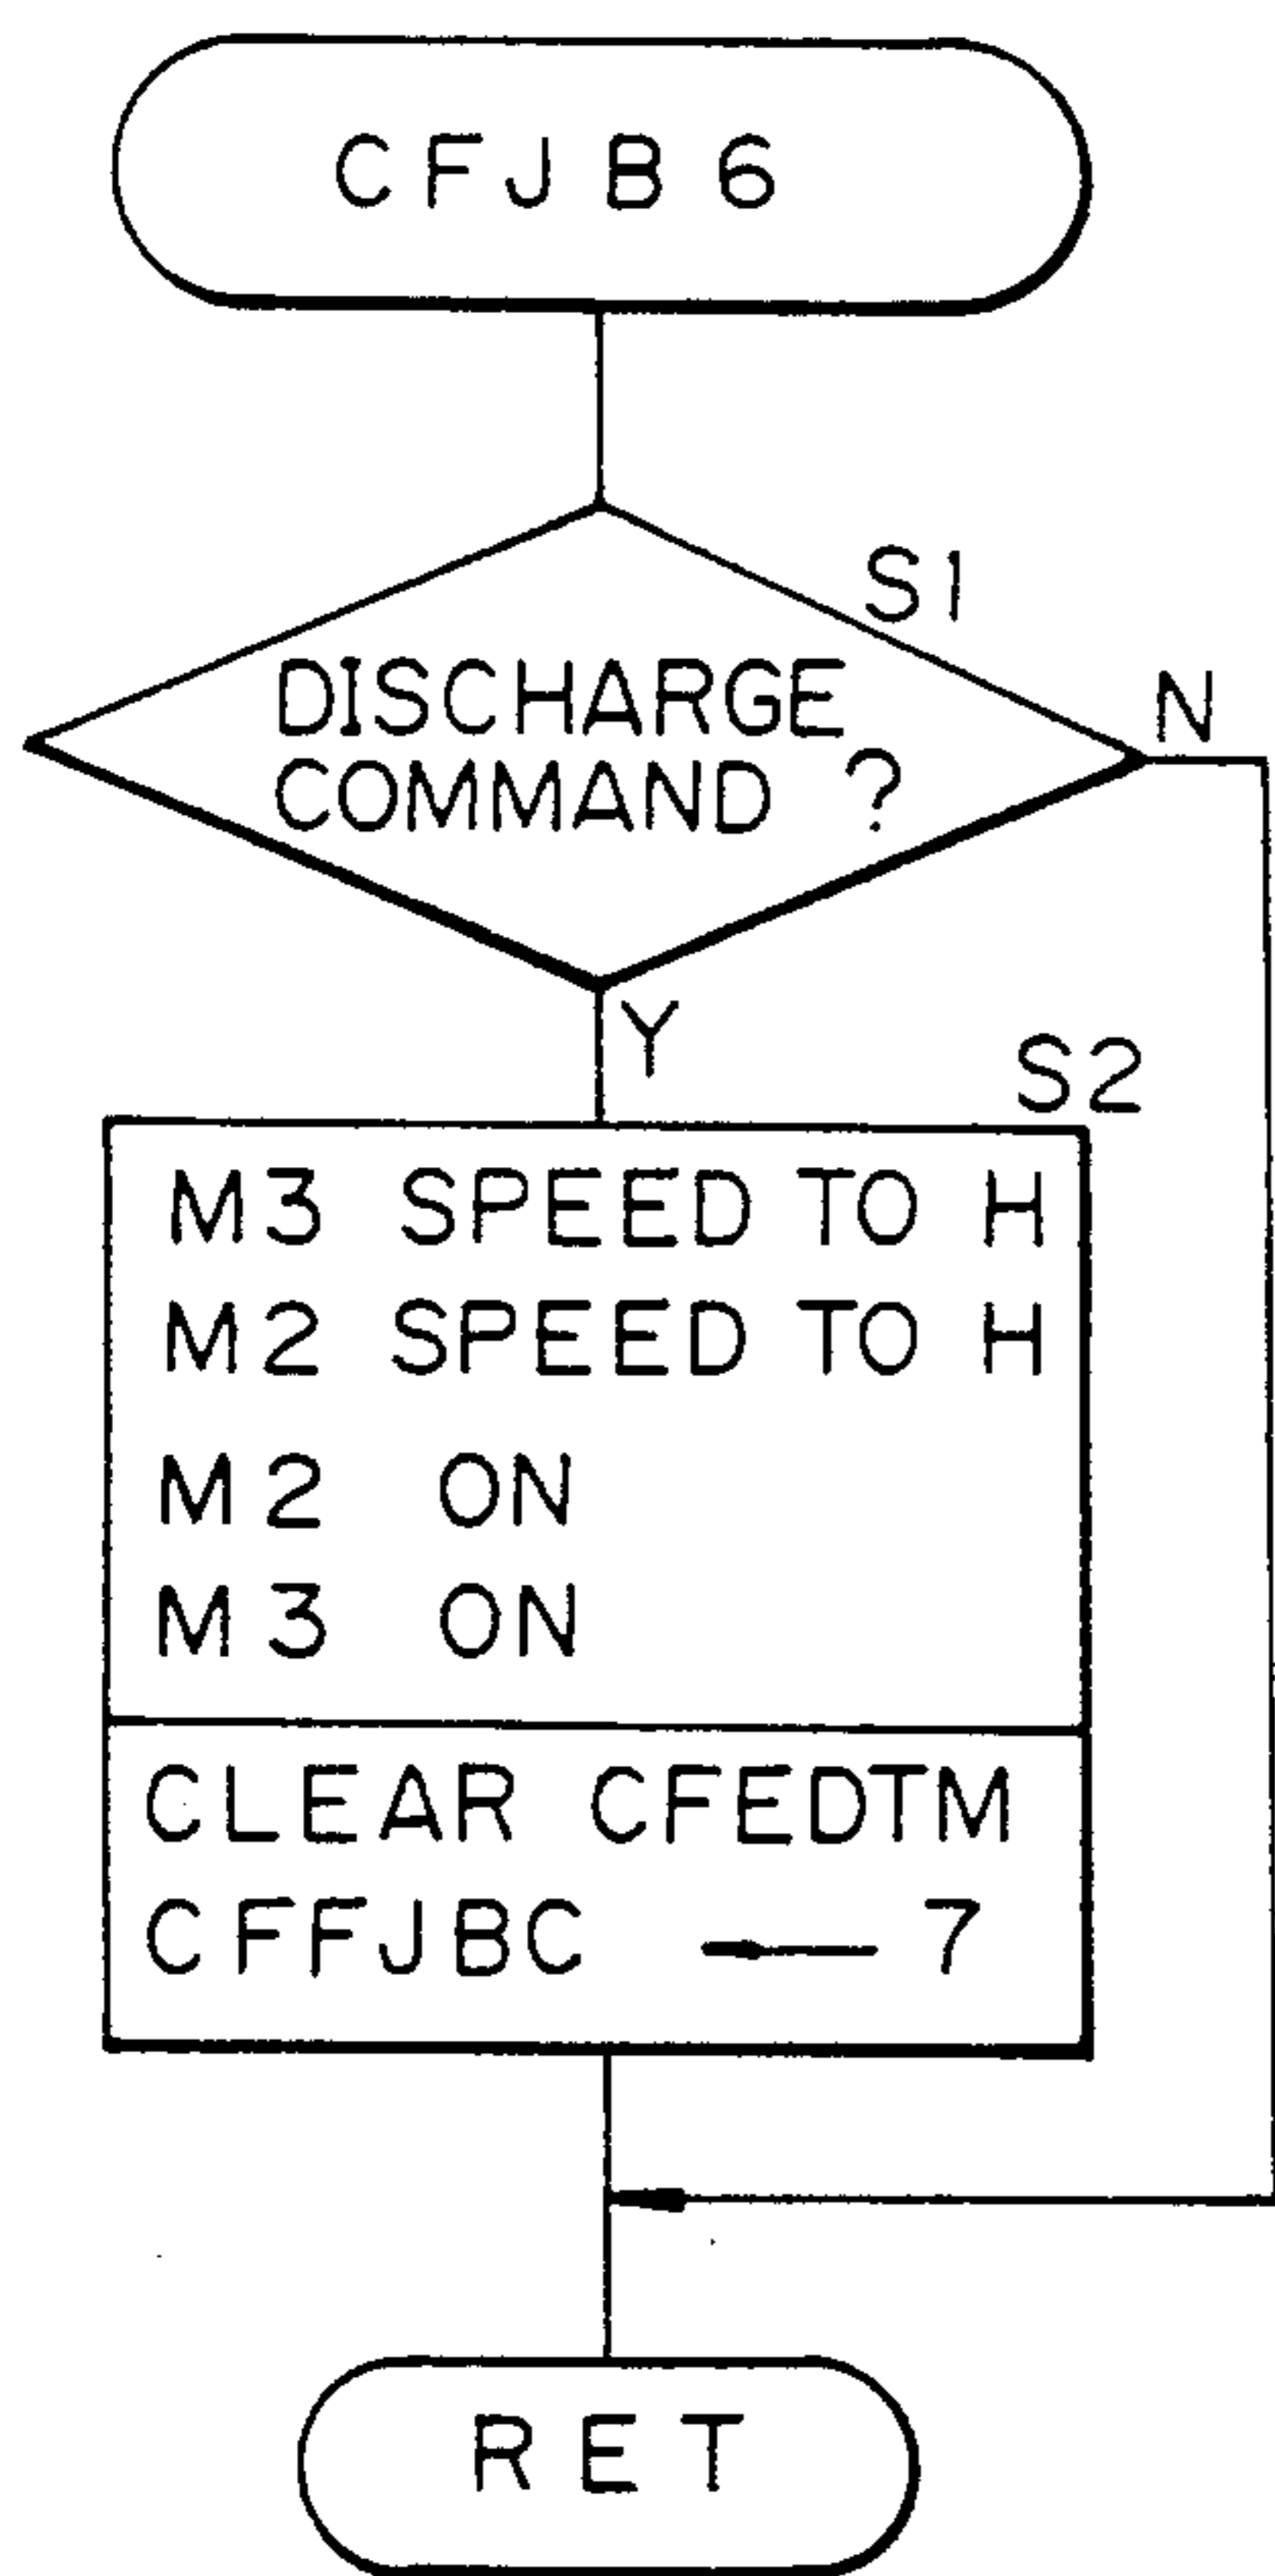 CFJB6
S1
DISCHARGE
COMMAND ?
N
Y
S2
M3 SPEED TO H
M2 SPEED TO H
M2 ON
M3 ON
CLEAR CFEDTM
CFFJBC ← 7
RET